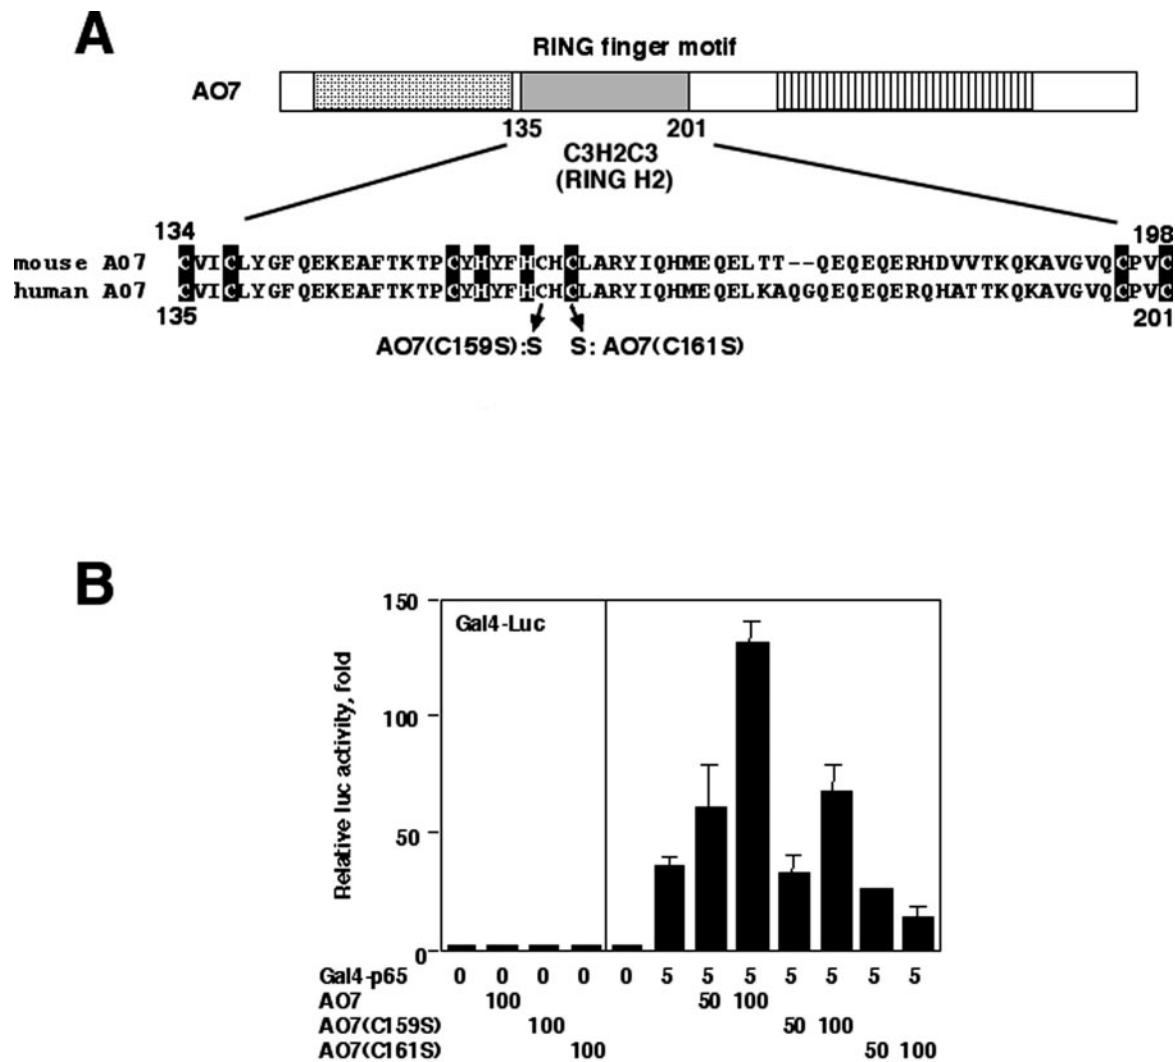 A
RING finger motif
AO7
135 201
C3H2C3
(RING H2)
134 198
mouse AO7 CVICLYGFQEKEAFTKTPCYHYFHCHCLARYIQHMEQELTT--QEQEQERHDVVTKQKAVGVQCPVC
human AO7 CVICLYGFQEKEAFTKTPCYHYFHCHCLARYIQHMEQELKAQGQEQEQERQHATTKQKAVGVQCPVC
135 201
AO7(C159S):S S: AO7(C161S)
B
Relative luc activity, fold
150
100
50
0
Gal4-Luc
Gal4-p65 0 0 0 0 0 5 5 5 5 5 5 5
AO7 100 50 100
AO7(C159S) 100 50 100
AO7(C161S) 100 50 100